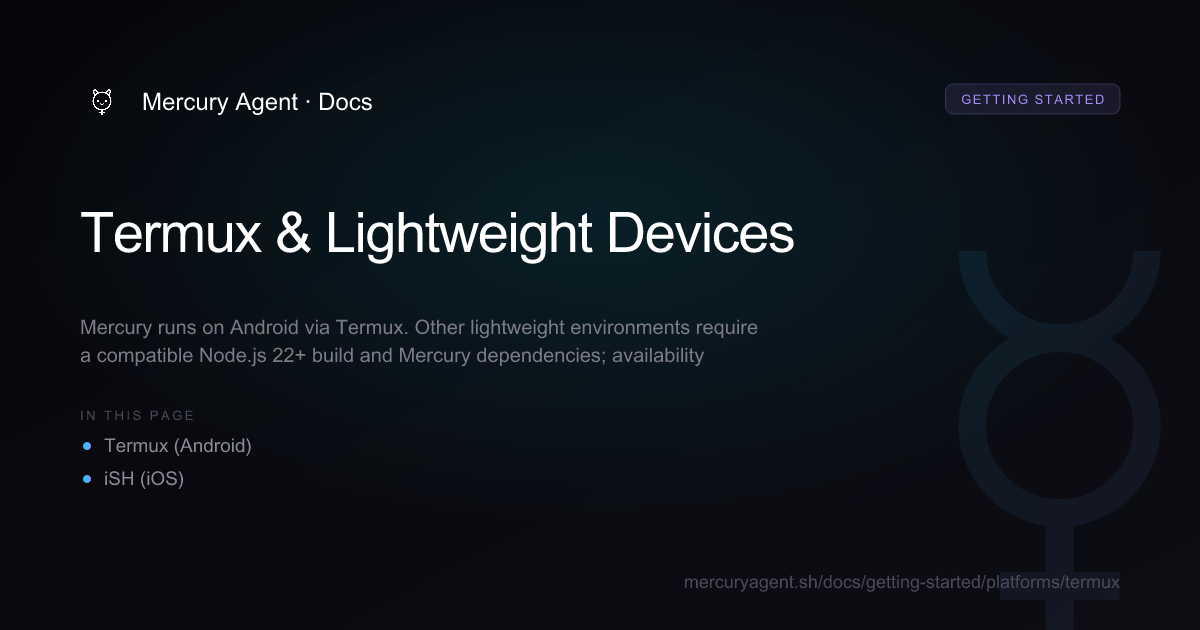 Mercury Agent · Docs
GETTING STARTED
Termux & Lightweight Devices
Mercury runs on Android via Termux. Other lightweight environments require
a compatible Node.js 22+ build and Mercury dependencies; availability
IN THIS PAGE
Termux (Android)
iSH (iOS)
mercuryagent.sh/docs/getting-started/platforms/termux